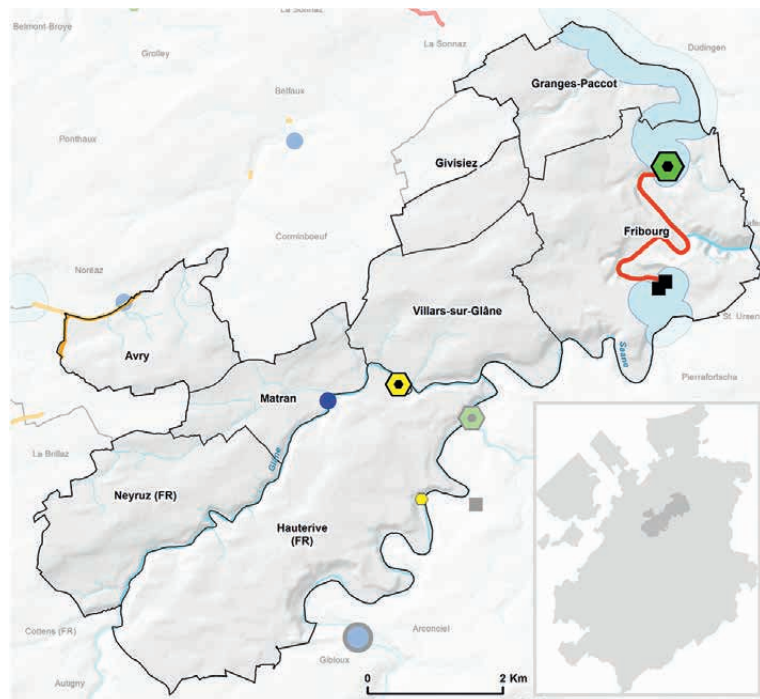 La Sonnaz
Belmont-Broye
Grolley
La Sonnaz
Düdingen
Granges-Paccot
Belfaux
Ponthaux
Givisiez
Fribourg
Corminboeuf
Noréaz
Villars-sur-Glâne
St. Ursen
Avry
Sarine
Pierrafortscha
Matran
La Brillaz
Glâne
Neyruz (FR)
Hauterive
(FR)
Cottens (FR)
Arconciel
Gibloux
Autigny
0
2 Km